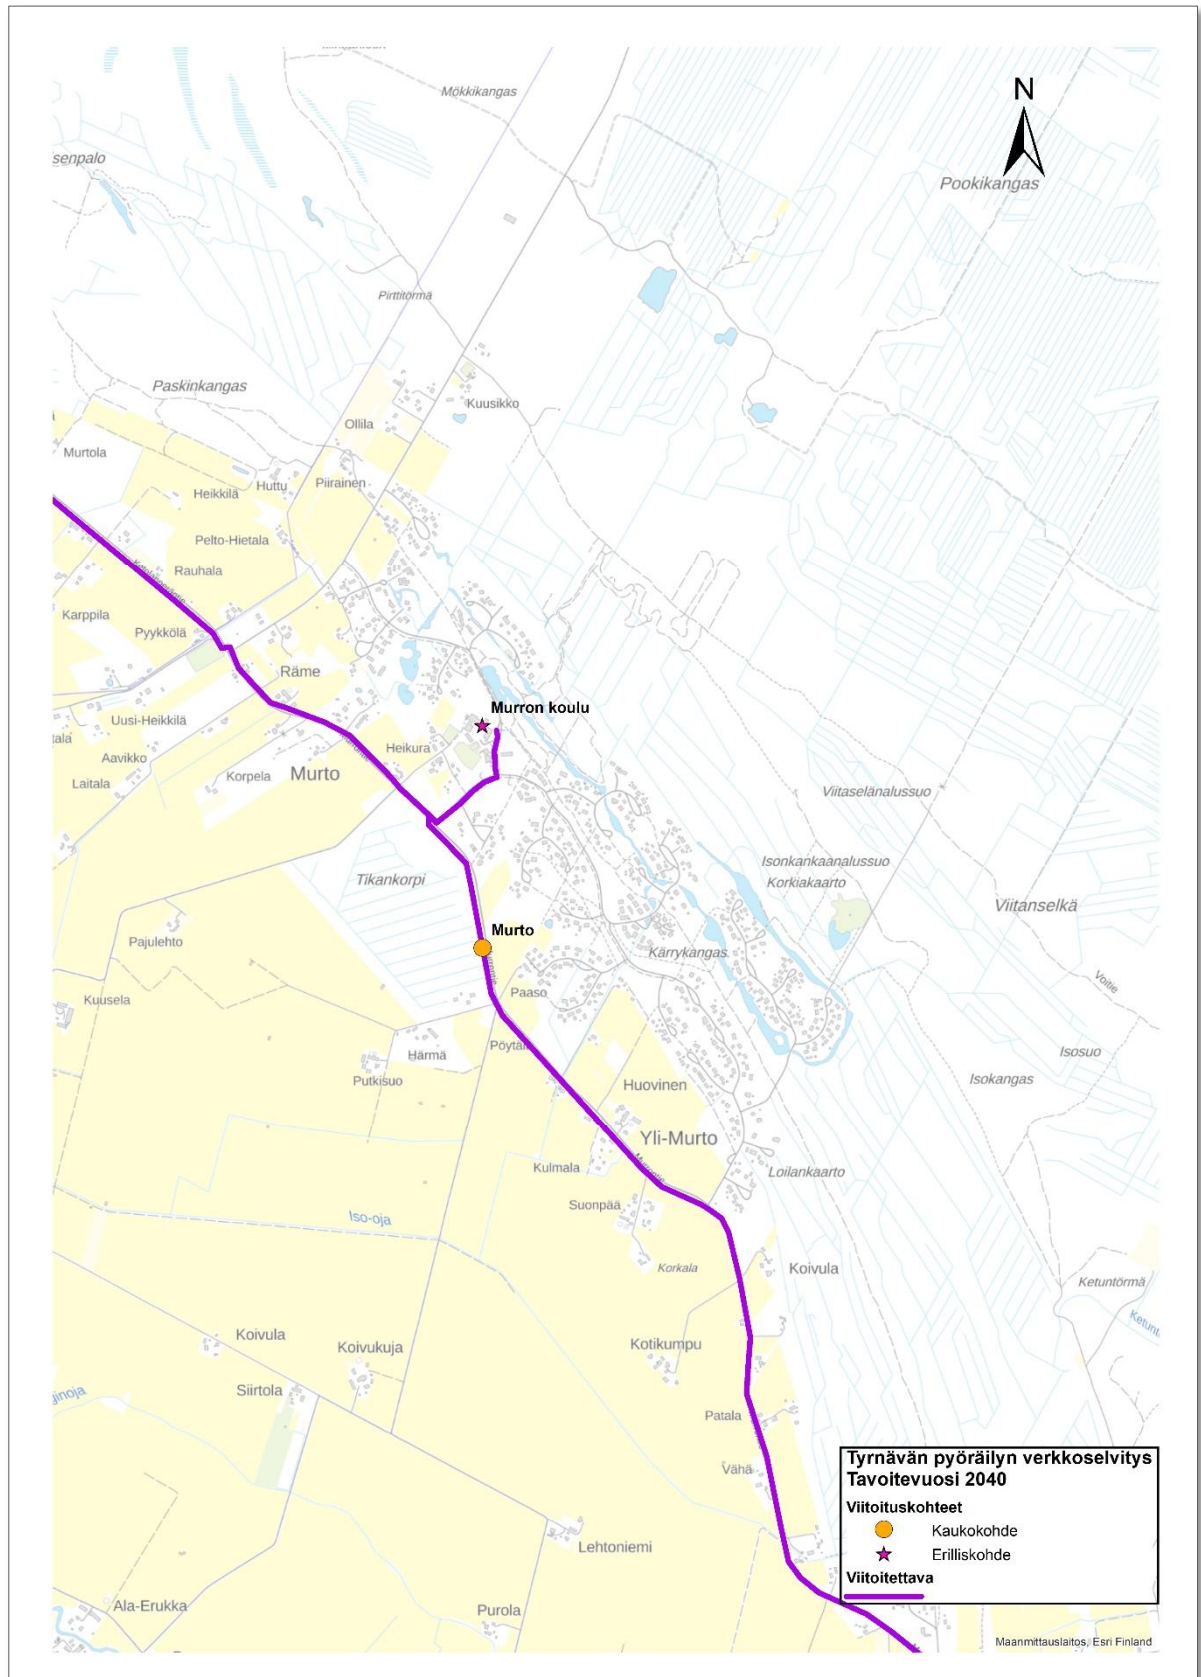 Mökkikangas
N
senpalo
Pookikangas
Pirttitörmä
Paskinkangas
Kuusikko
Ollila
Murtola
Heikkilä
Huttu
Piirainen
Pelto-Hietala
Rauhala
Karppila
Pyykkölä
Räme
Murron koulu
Uusi-Heikkilä
tala
Aavikko
Heikura
Laitala
Korpela
Murto
Viitaselänalussuo
Isonkankaanalussuo
Tikankorpi
Korkiakaarto
Viitanselkä
Murto
Pajulehto
Kärrykangas
Voitie
Kuusela
Paaso
Härmä
Isosuo
Putkisuo
Isokangas
Huovinen
Yli-Murto
Kulmala
Murrontie
Loilankaarto
Suonpää
Iso-oja
Korkala
Koivula
Ketuntörmä
Koivula
Koivukuja
Kotikumpu
Siirtola
Patala
Vähä
Tyrnävän pyöräilyn verkkoselvitys
Tavoitevuosi 2040
Viitoituskohteet
Kaukokohde
Erilliskohde
Viitoitettava
Lehtoniemi
Ala-Erukka
Purola
Maanmittauslaitos, Esri Finland